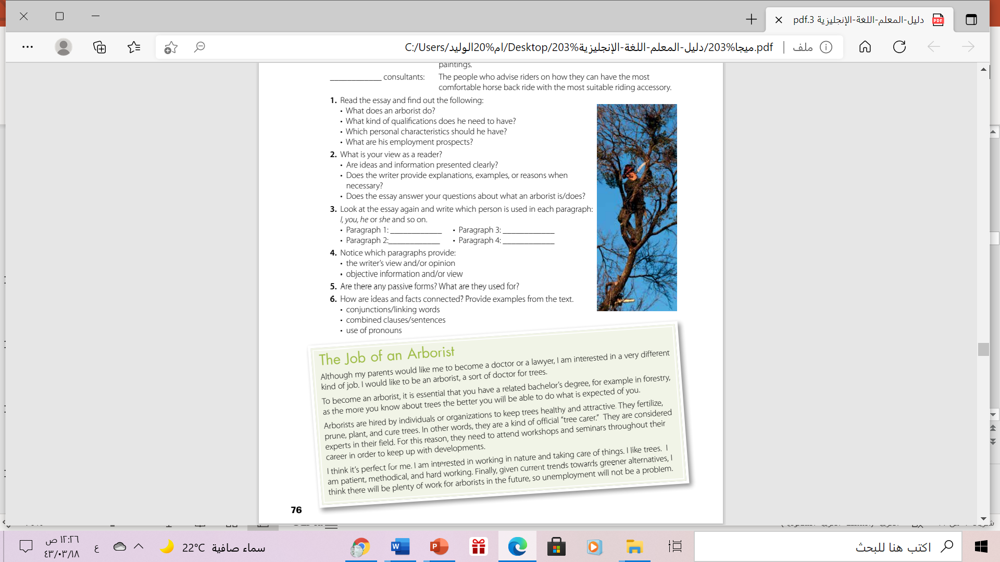 دليل-المعلم-اللغة-الإنجليزية 3.pdf
ملف
C:/Users/ام%20الوليد/Desktop/ميجا%203/دليل-المعلم-اللغة-الإنجليزية%203.pdf
paintings.
____________ consultants: The people who advise riders on how they can have the most
comfortable horse back ride with the most suitable riding accessory.
1. Read the essay and find out the following:
• What does an arborist do?
• What kind of qualifications does he need to have?
• Which personal characteristics should he have?
• What are his employment prospects?
2. What is your view as a reader?
• Are ideas and information presented clearly?
• Does the writer provide explanations, examples, or reasons when
necessary?
• Does the essay answer your questions about what an arborist is/does?
3. Look at the essay again and write which person is used in each paragraph:
I, you, he or she and so on.
• Paragraph 1: ____________ • Paragraph 3: ____________
• Paragraph 2:____________ • Paragraph 4: ____________
4. Notice which paragraphs provide:
• the writer's view and/or opinion
• objective information and/or view
5. Are there any passive forms? What are they used for?
6. How are ideas and facts connected? Provide examples from the text.
• conjunctions/linking words
• combined clauses/sentences
• use of pronouns
The Job of an Arborist
Although my parents would like me to become a doctor or a lawyer, I am interested in a very different
kind of job. I would like to be an arborist, a sort of doctor for trees.
To become an arborist, it is essential that you have a related bachelor's degree, for example in forestry,
as the more you know about trees the better you will be able to do what is expected of you.
Arborists are hired by individuals or organizations to keep trees healthy and attractive. They fertilize,
prune, plant, and cure trees. In other words, they are a kind of official "tree carer." They are considered
experts in their field. For this reason, they need to attend workshops and seminars throughout their
career in order to keep up with developments.
I think it's perfect for me. I am interested in working in nature and taking care of things. I like trees. I
am patient, methodical, and hard working. Finally, given current trends towards greener alternatives, I
think there will be plenty of work for arborists in the future, so unemployment will not be a problem.
76
اكتب هنا للبحث
22°C سماء صافية
ع
١٢:٢٦ ص
٤٣/٠٣/١٨